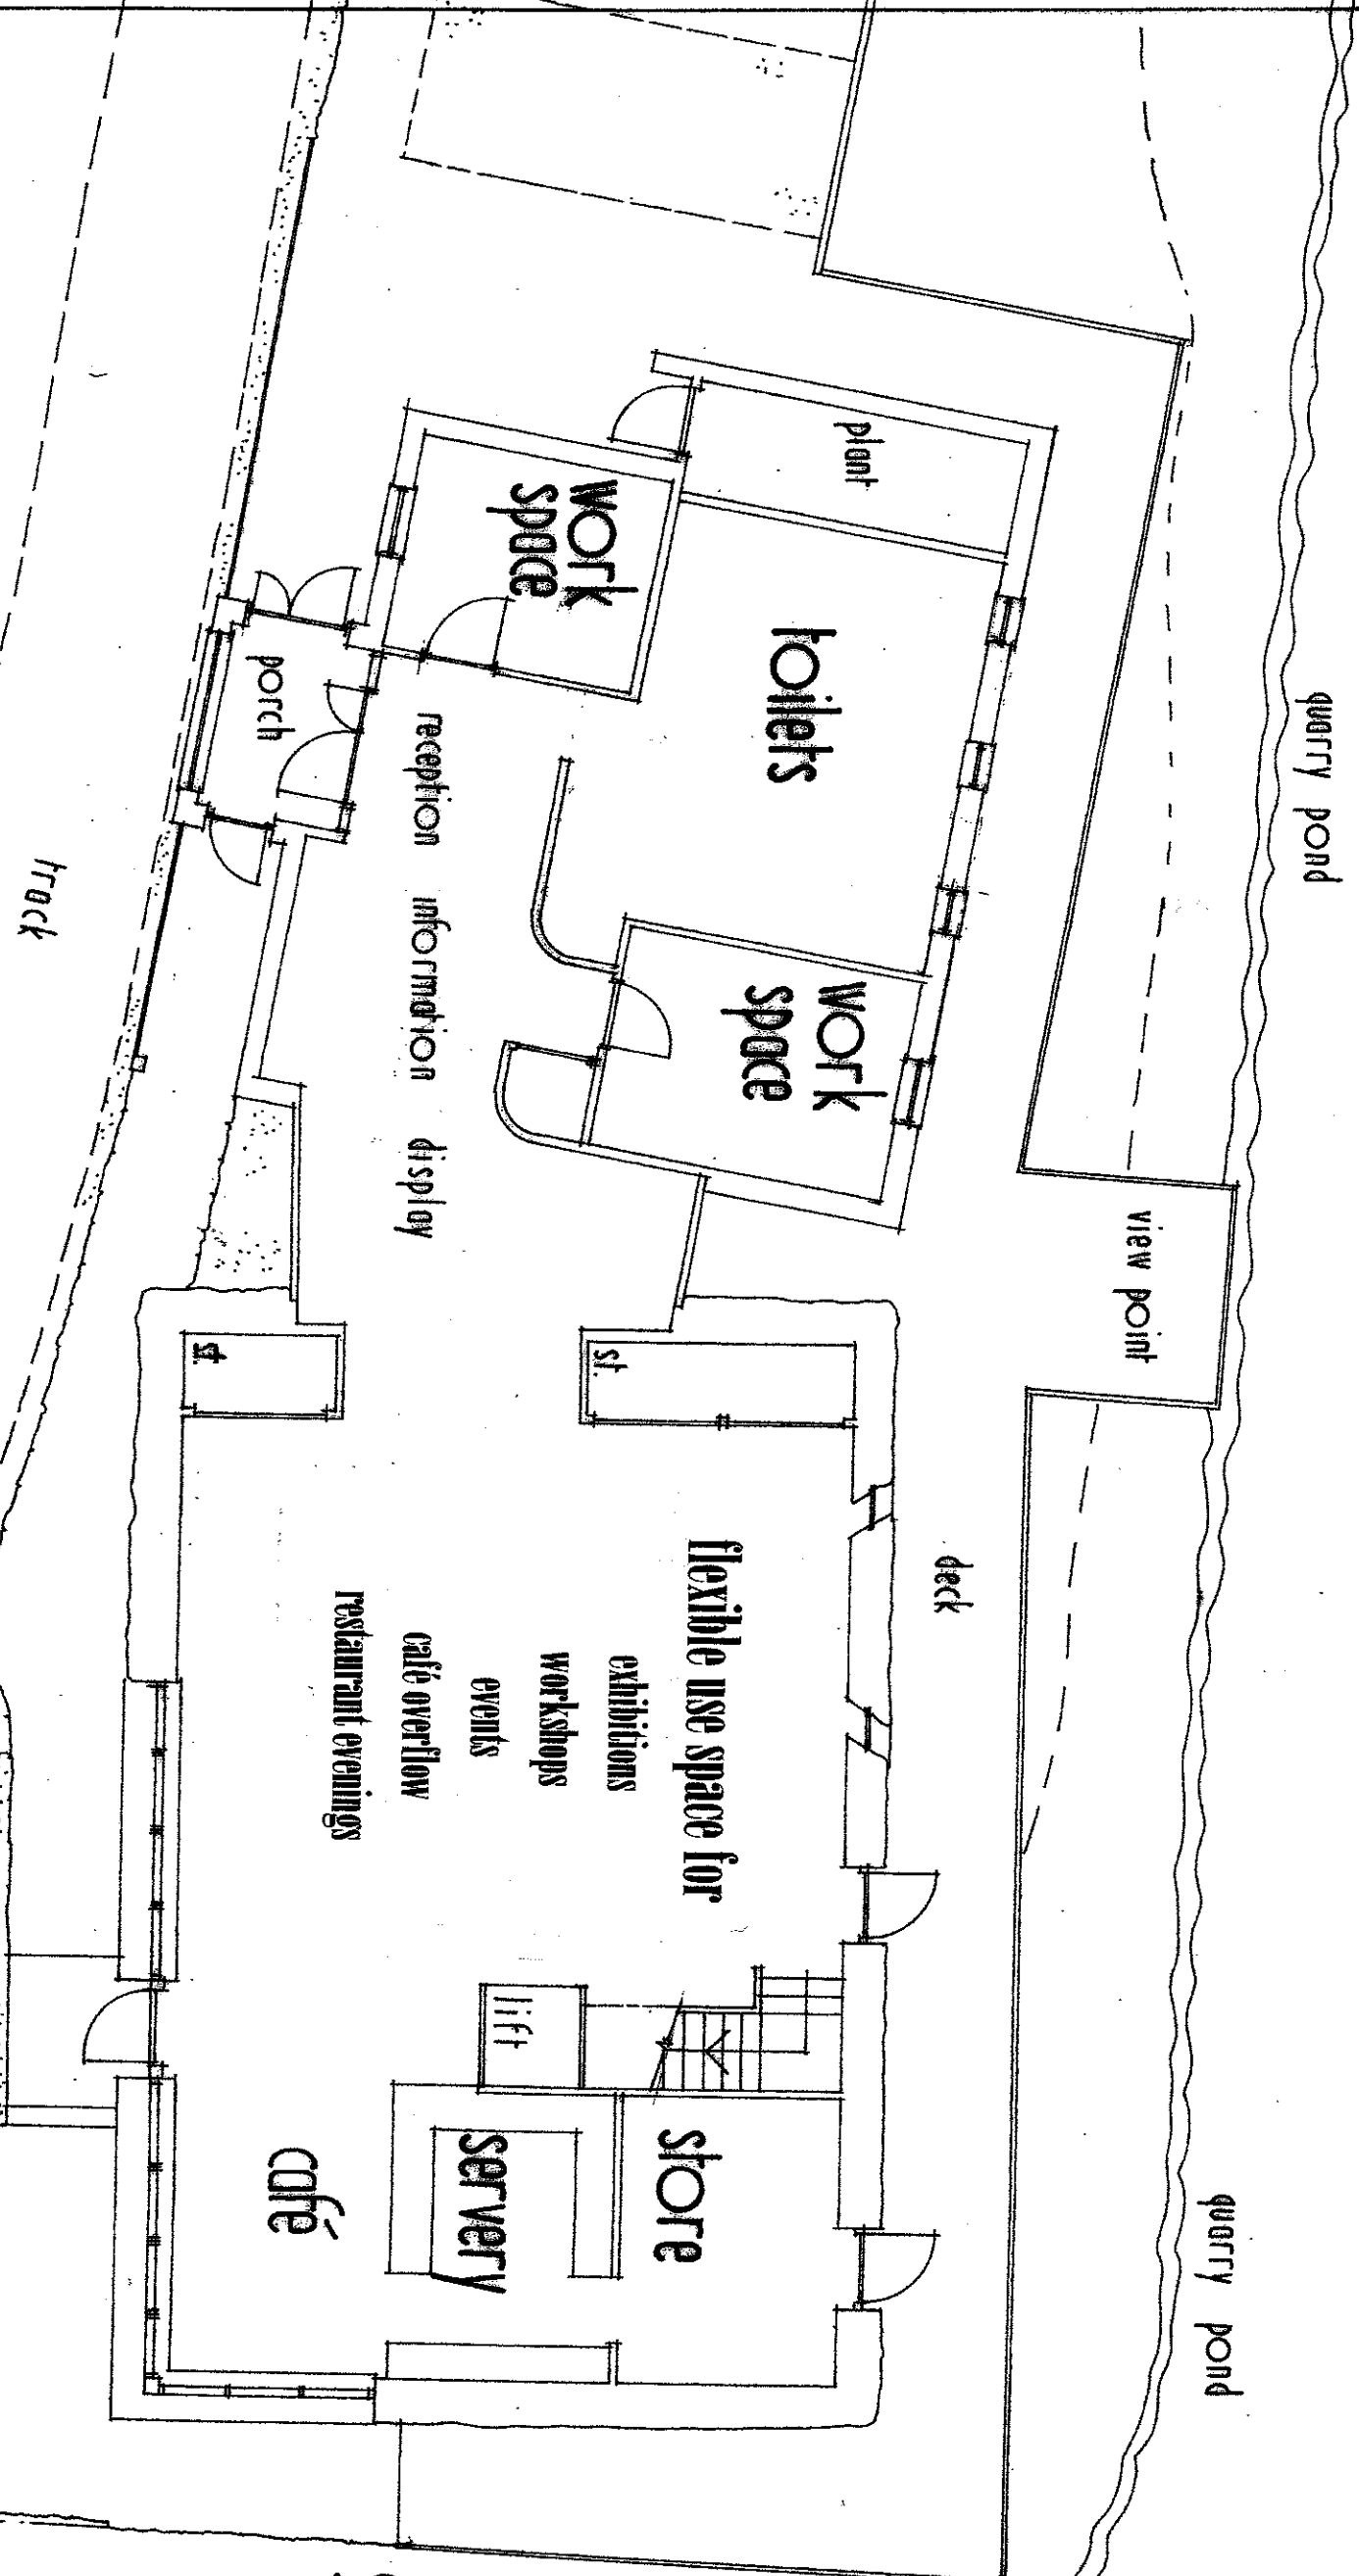 quarry pond
quarry pond
view point
deck
plant
toilets
work
space
work
space
porch
reception information display
track
st.
st.
flexible use space for
exhibitions
workshops
events
café overflow
restaurant evenings
lift
store
servery
café